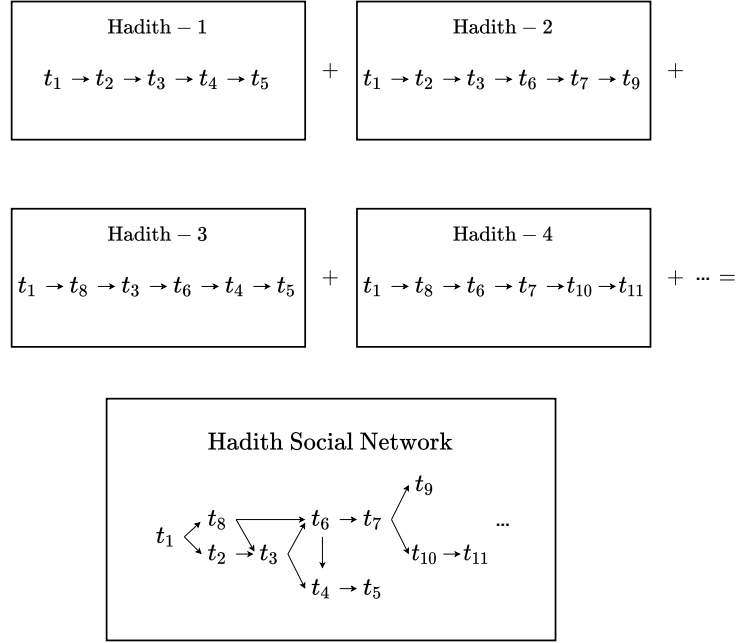 Hadith – 1
t₁ → t₂ → t₃ → t₄ → t₅
+
Hadith – 2
t₁ → t₂ → t₃ → t₆ → t₇ → t₉
+
Hadith – 3
t₁ → t₈ → t₃ → t₆ → t₄ → t₅
+
Hadith – 4
t₁ → t₈ → t₆ → t₇ → t₁₀ → t₁₁
+ ... =
Hadith Social Network
t₉
t₈ t₆ → t₇ ...
t₁
t₂ → t₃ t₁₀ → t₁₁
t₄ → t₅